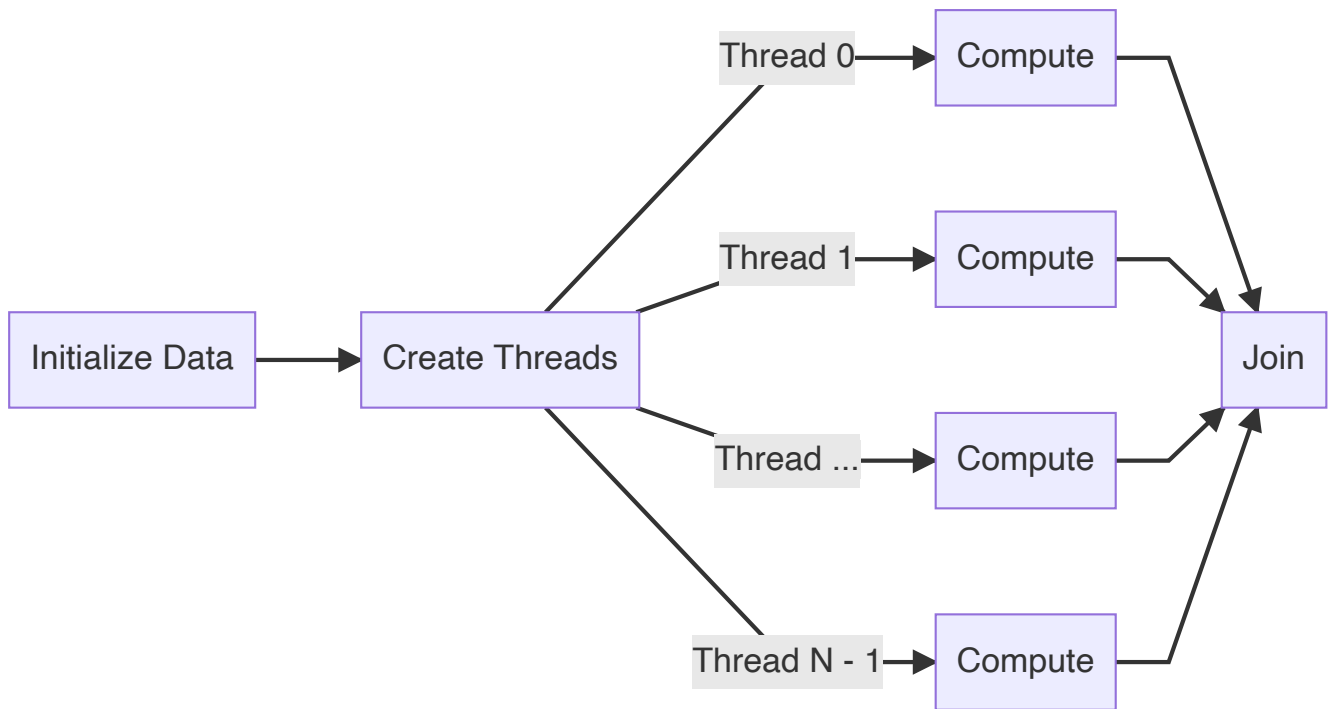 Initialize Data
Create Threads
Thread 0
Compute
Thread 1
Compute
Thread ...
Compute
Thread N - 1
Compute
Join